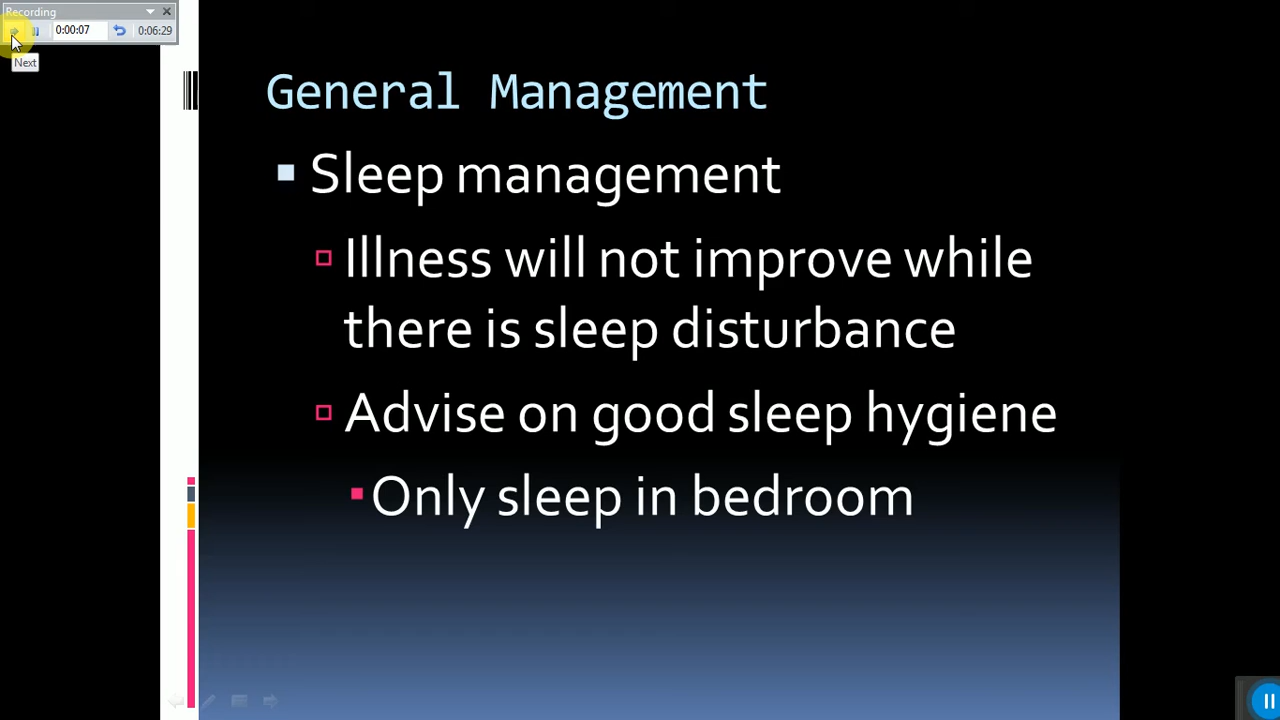 Recording
0:00:07
0:06:29
Next
General Management
Sleep management
Illness will not improve while
there is sleep disturbance
Advise on good sleep hygiene
Only sleep in bedroom